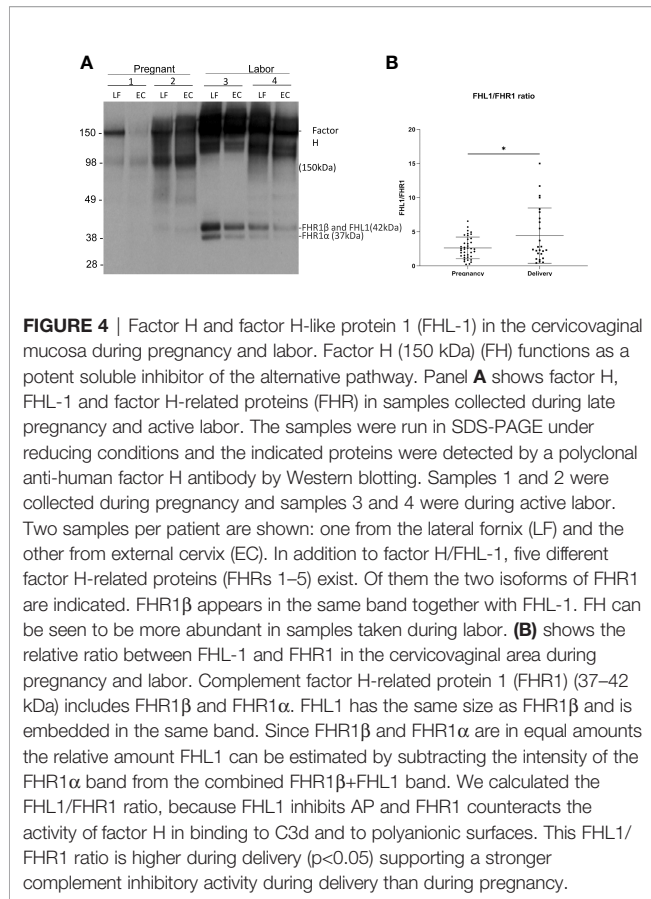 A
Pregnant
Labor
1
2
3
4
LF
EC
LF
EC
LF
EC
LF
EC
150 -
98 -
49 -
38 -
28 -
Factor
H
(150kDa)
-FHR1β and FHL1(42kDa)
-FHR1α (37kDa)
B
FHL1/FHR1 ratio
FHL1/FHR1
20
15
10
5
0
*
Pregnancy
Delivery
FIGURE 4 | Factor H and factor H-like protein 1 (FHL-1) in the cervicovaginal
mucosa during pregnancy and labor. Factor H (150 kDa) (FH) functions as a
potent soluble inhibitor of the alternative pathway. Panel A shows factor H,
FHL-1 and factor H-related proteins (FHR) in samples collected during late
pregnancy and active labor. The samples were run in SDS-PAGE under
reducing conditions and the indicated proteins were detected by a polyclonal
anti-human factor H antibody by Western blotting. Samples 1 and 2 were
collected during pregnancy and samples 3 and 4 were during active labor.
Two samples per patient are shown: one from the lateral fornix (LF) and the
other from external cervix (EC). In addition to factor H/FHL-1, five different
factor H-related proteins (FHRs 1–5) exist. Of them the two isoforms of FHR1
are indicated. FHR1β appears in the same band together with FHL-1. FH can
be seen to be more abundant in samples taken during labor. (B) shows the
relative ratio between FHL-1 and FHR1 in the cervicovaginal area during
pregnancy and labor. Complement factor H-related protein 1 (FHR1) (37–42
kDa) includes FHR1β and FHR1α. FHL1 has the same size as FHR1β and is
embedded in the same band. Since FHR1β and FHR1α are in equal amounts
the relative amount FHL1 can be estimated by subtracting the intensity of the
FHR1α band from the combined FHR1β+FHL1 band. We calculated the
FHL1/FHR1 ratio, because FHL1 inhibits AP and FHR1 counteracts the
activity of factor H in binding to C3d and to polyanionic surfaces. This FHL1/
FHR1 ratio is higher during delivery (p<0.05) supporting a stronger
complement inhibitory activity during delivery than during pregnancy.